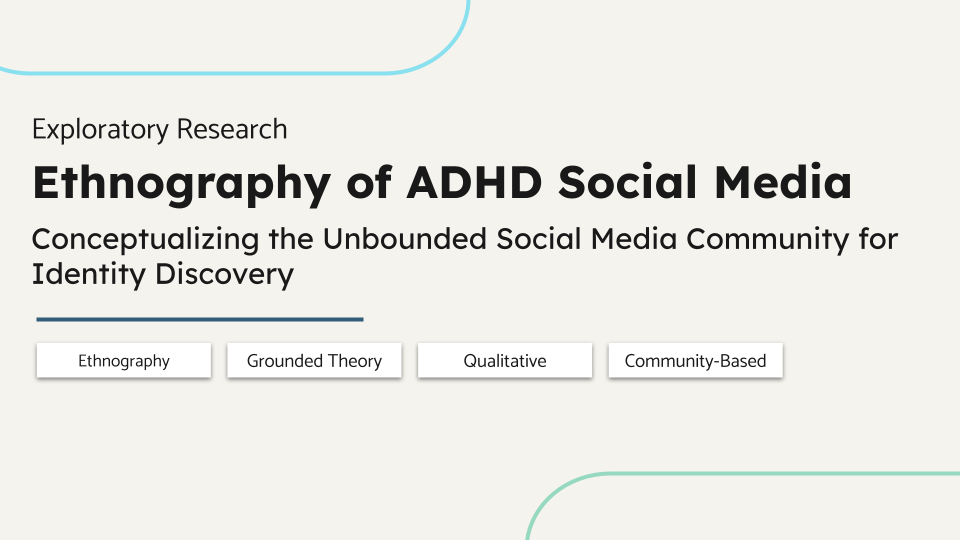 Exploratory Research
Ethnography of ADHD Social Media
Conceptualizing the Unbounded Social Media Community for
Identity Discovery
Ethnography
Grounded Theory
Qualitative
Community-Based